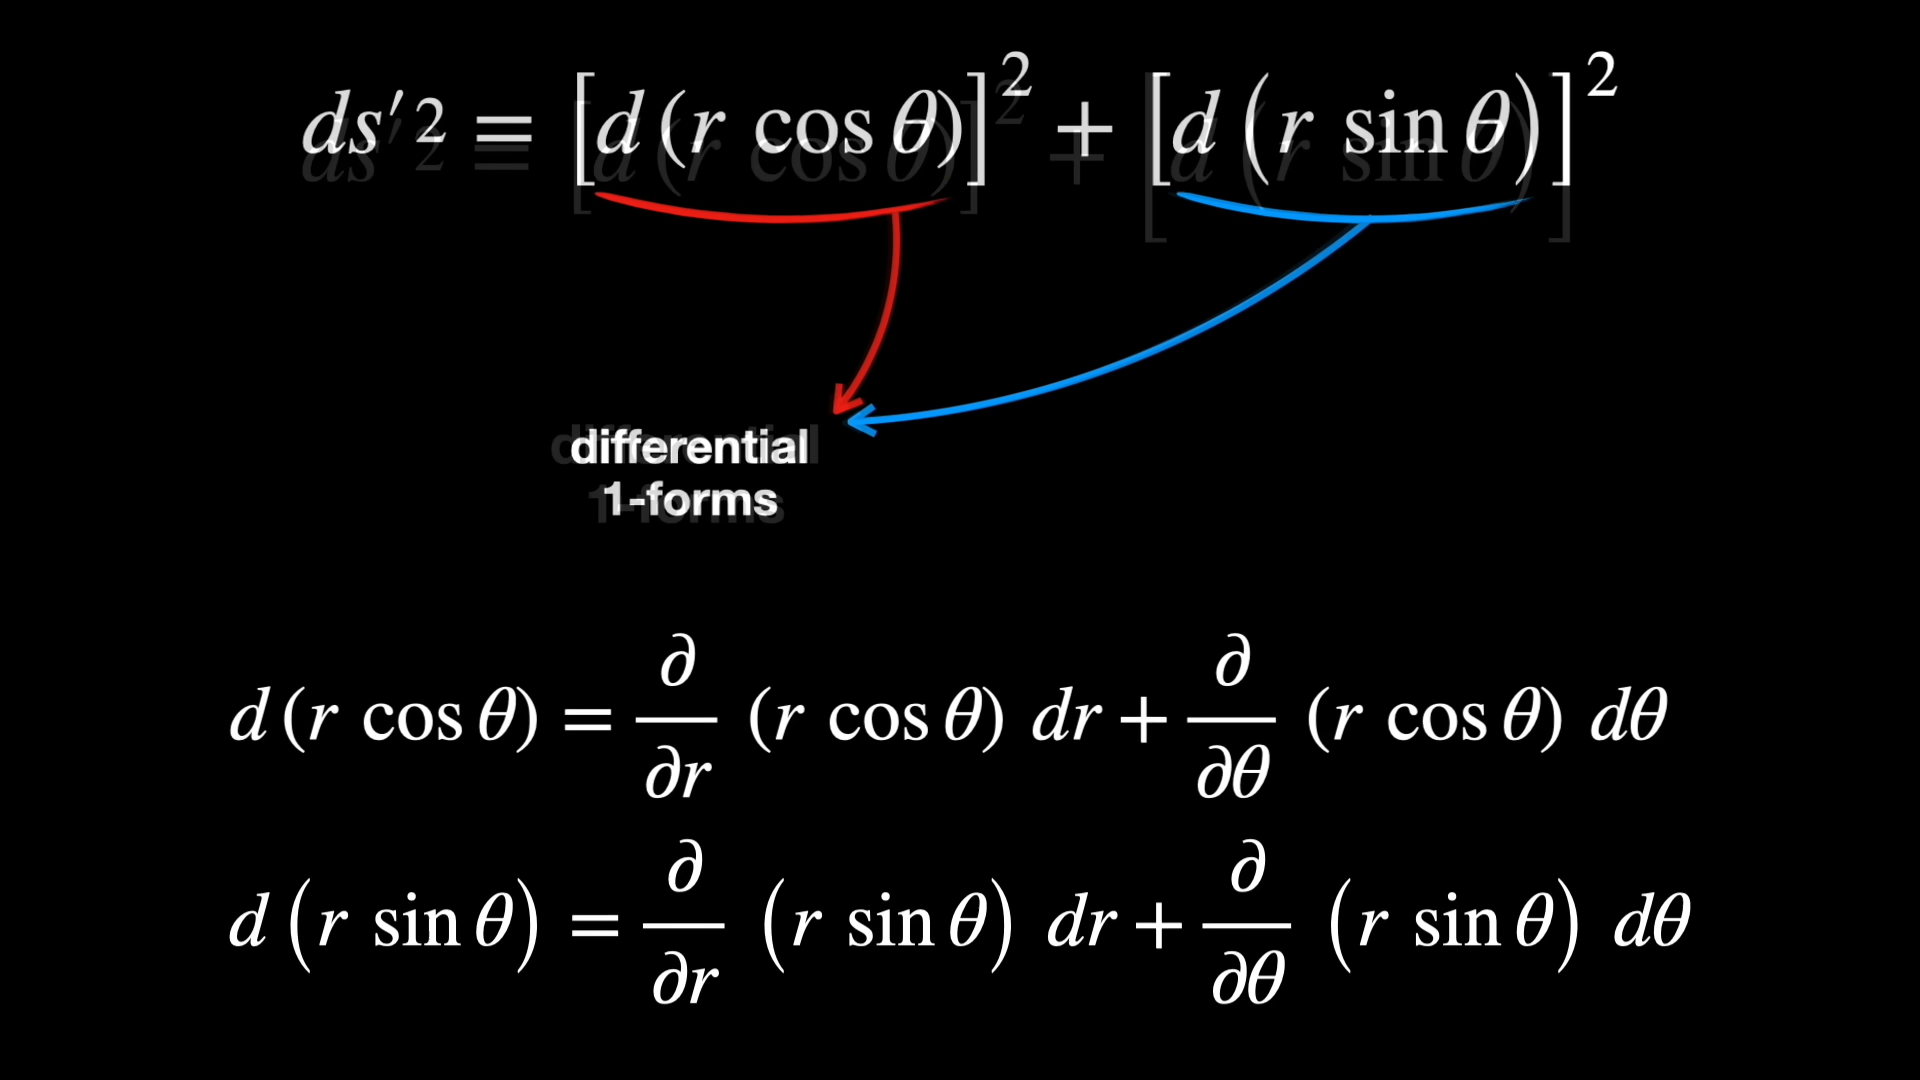 ds′² ≡ [d (r cos θ)]² + [d (r sin θ)]²
differential
1-forms
d (r cos θ) = ∂/∂r (r cos θ) dr + ∂/∂θ (r cos θ) dθ
d (r sin θ) = ∂/∂r (r sin θ) dr + ∂/∂θ (r sin θ) dθ